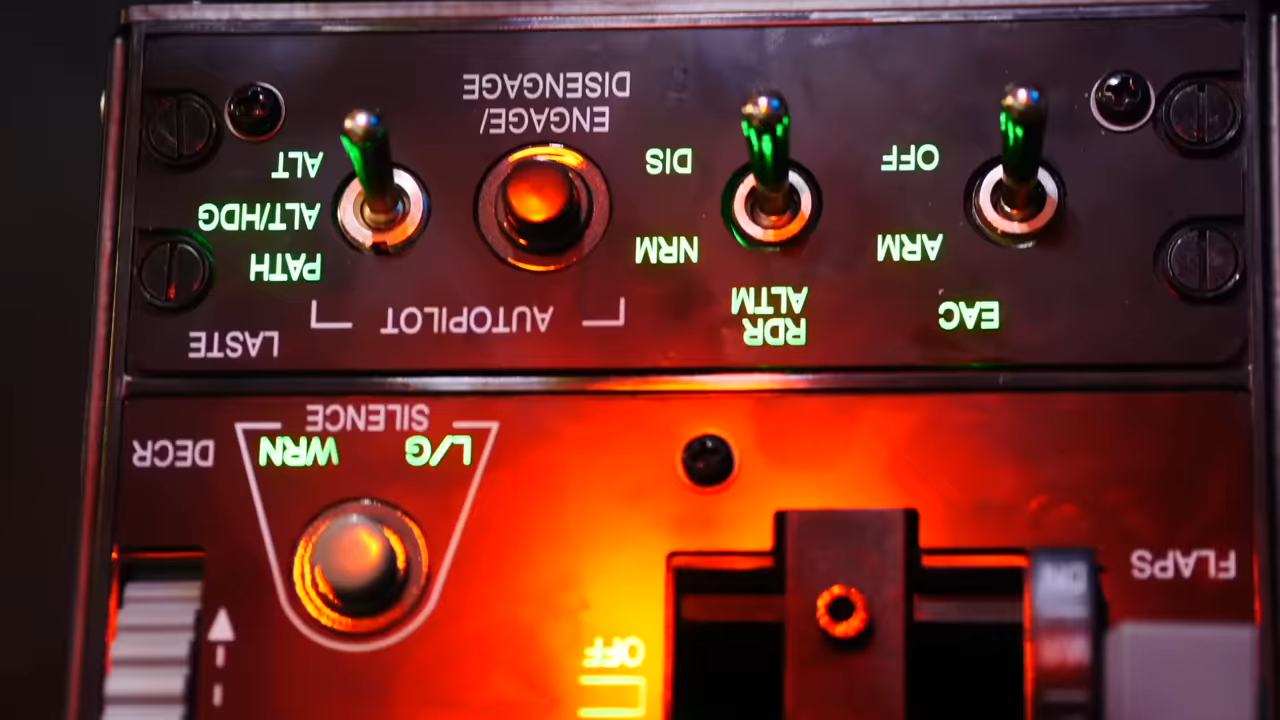 FLAPS
OFF
L/G WRN
SILENCE
DECR
EAC
ARM
OFF
RDR
ALTM
NRM
DIS
AUTOPILOT
ENGAGE/
DISENGAGE
LASTE
PATH
ALT/HDG
ALT